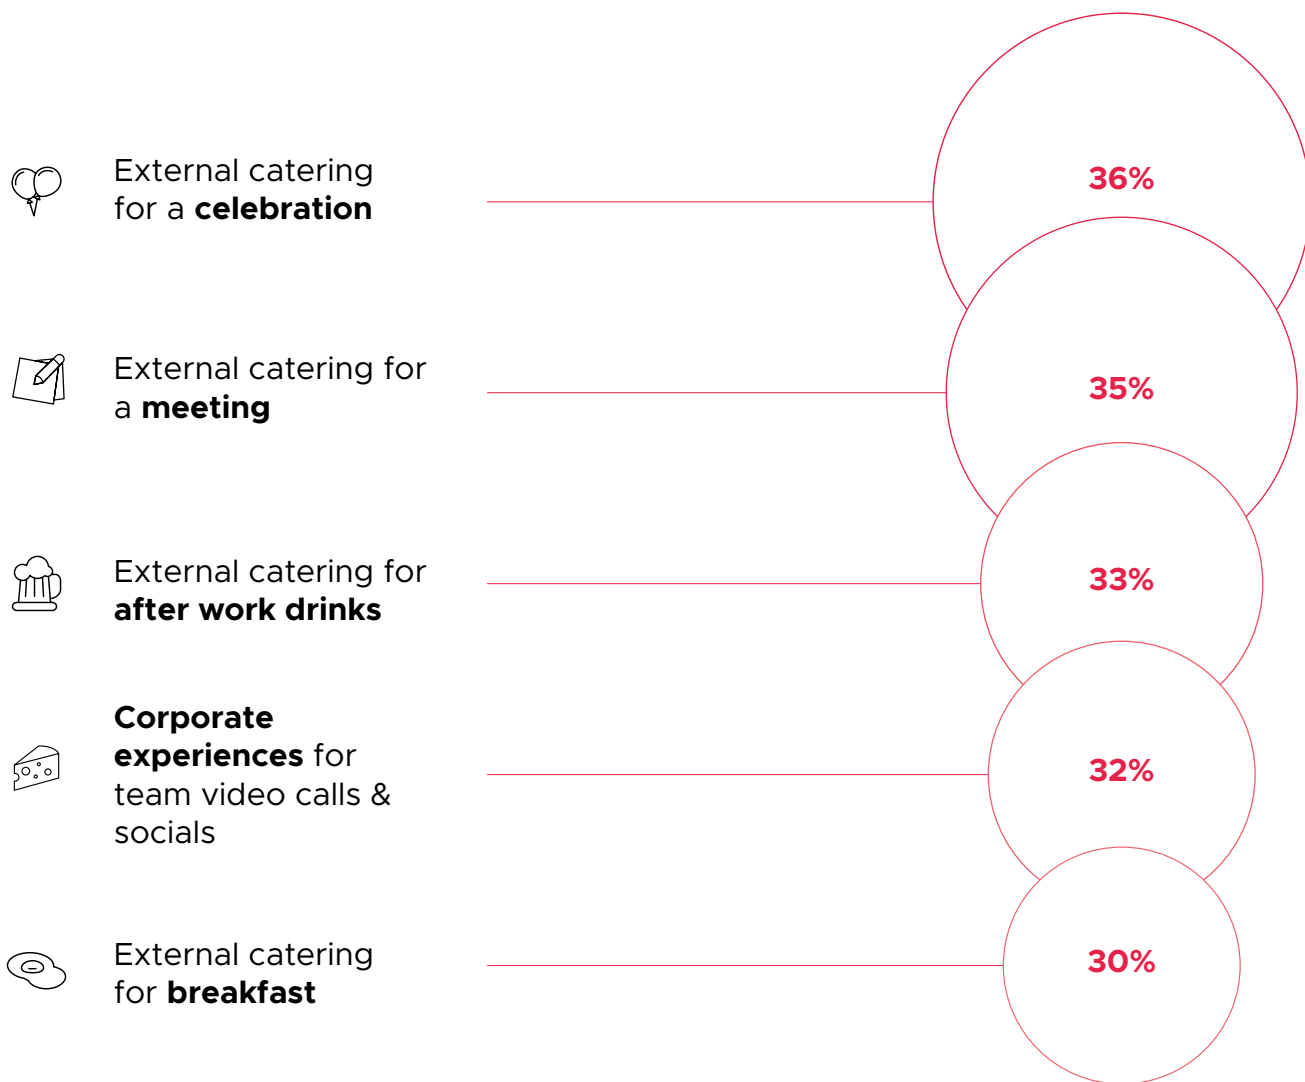 External catering
for a celebration
36%
External catering for
a meeting
35%
External catering for
after work drinks
33%
Corporate
experiences for
team video calls &
socials
32%
External catering
for breakfast
30%